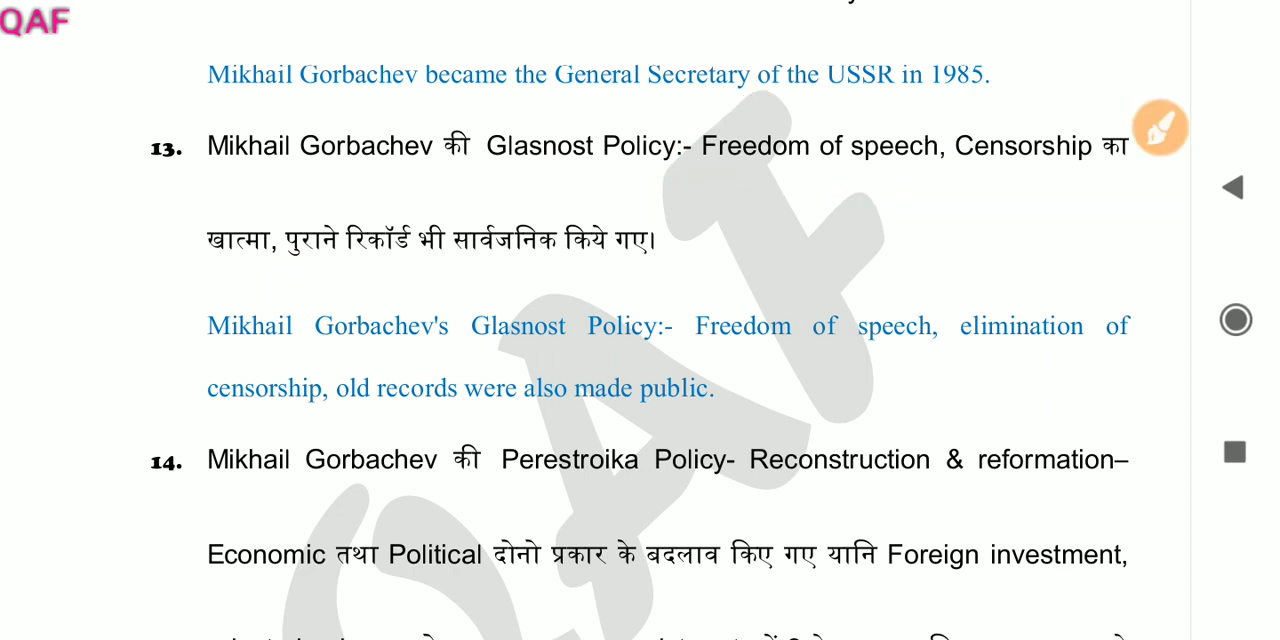 QAF
Mikhail Gorbachev became the General Secretary of the USSR in 1985.
13. Mikhail Gorbachev की Glasnost Policy:- Freedom of speech, Censorship का
खात्मा, पुराने रिकॉर्ड भी सार्वजनिक किये गए।
Mikhail Gorbachev's Glasnost Policy:- Freedom of speech, elimination of
censorship, old records were also made public.
14. Mikhail Gorbachev की Perestroika Policy- Reconstruction & reformation–
Economic तथा Political दोनो प्रकार के बदलाव किए गए यानि Foreign investment,
QAF